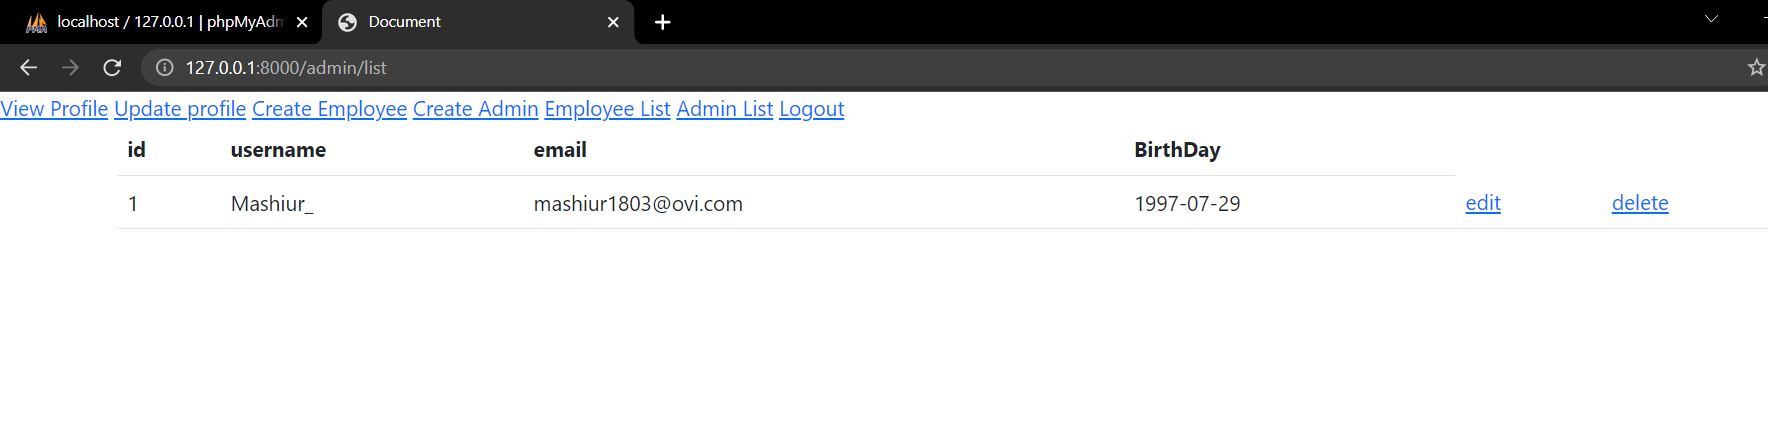 localhost / 127.0.0.1 | phpMyAdm
Document
127.0.0.1:8000/admin/list
View Profile Update profile Create Employee Create Admin Employee List Admin List Logout
id username email BirthDay
1 Mashiur_ mashiur1803@ovi.com 1997-07-29 edit delete